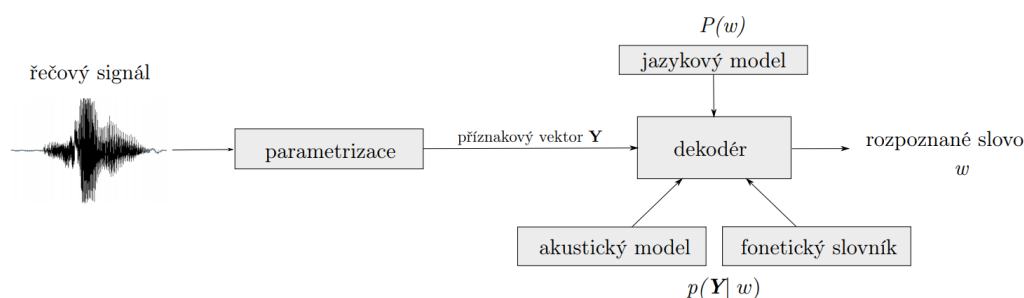 P(w)
jazykový model
řečový signál
parametrizace
příznakový vektor Y
dekodér
rozpoznané slovo
w
akustický model
fonetický slovník
p(Y| w)